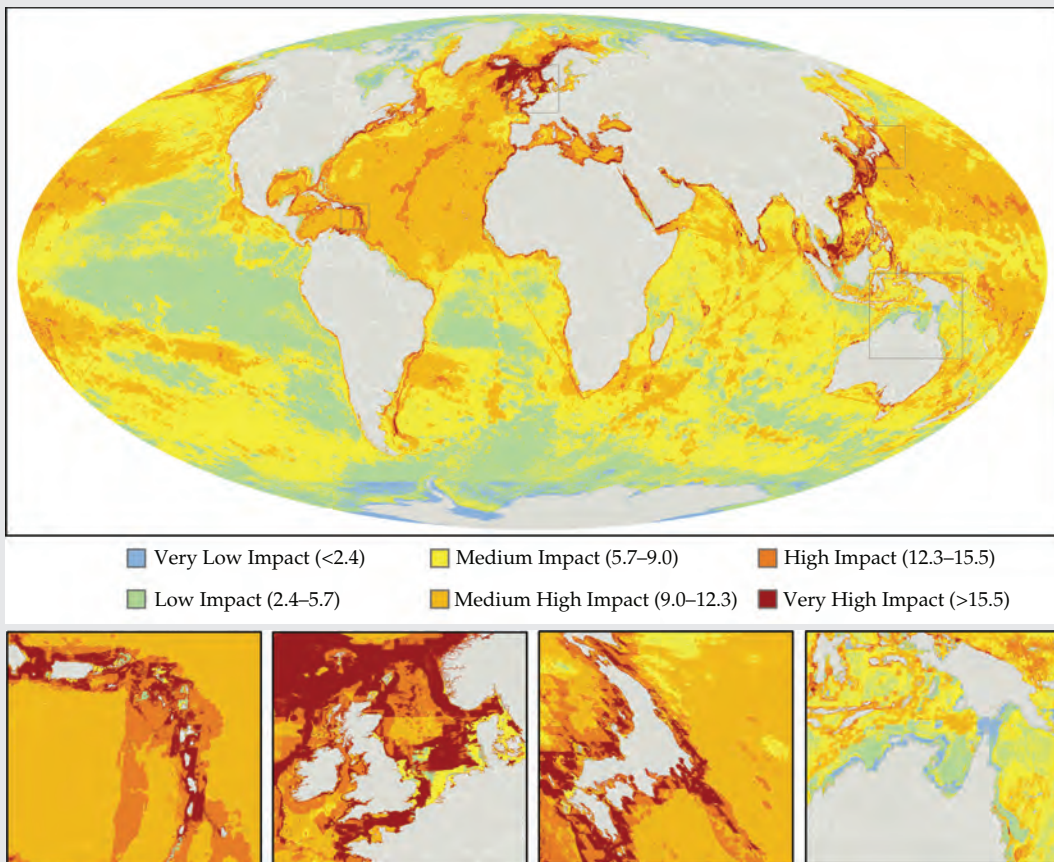 Very Low Impact (<2.4) Medium Impact (5.7–9.0) High Impact (12.3–15.5)
Low Impact (2.4–5.7) Medium High Impact (9.0–12.3) Very High Impact (>15.5)